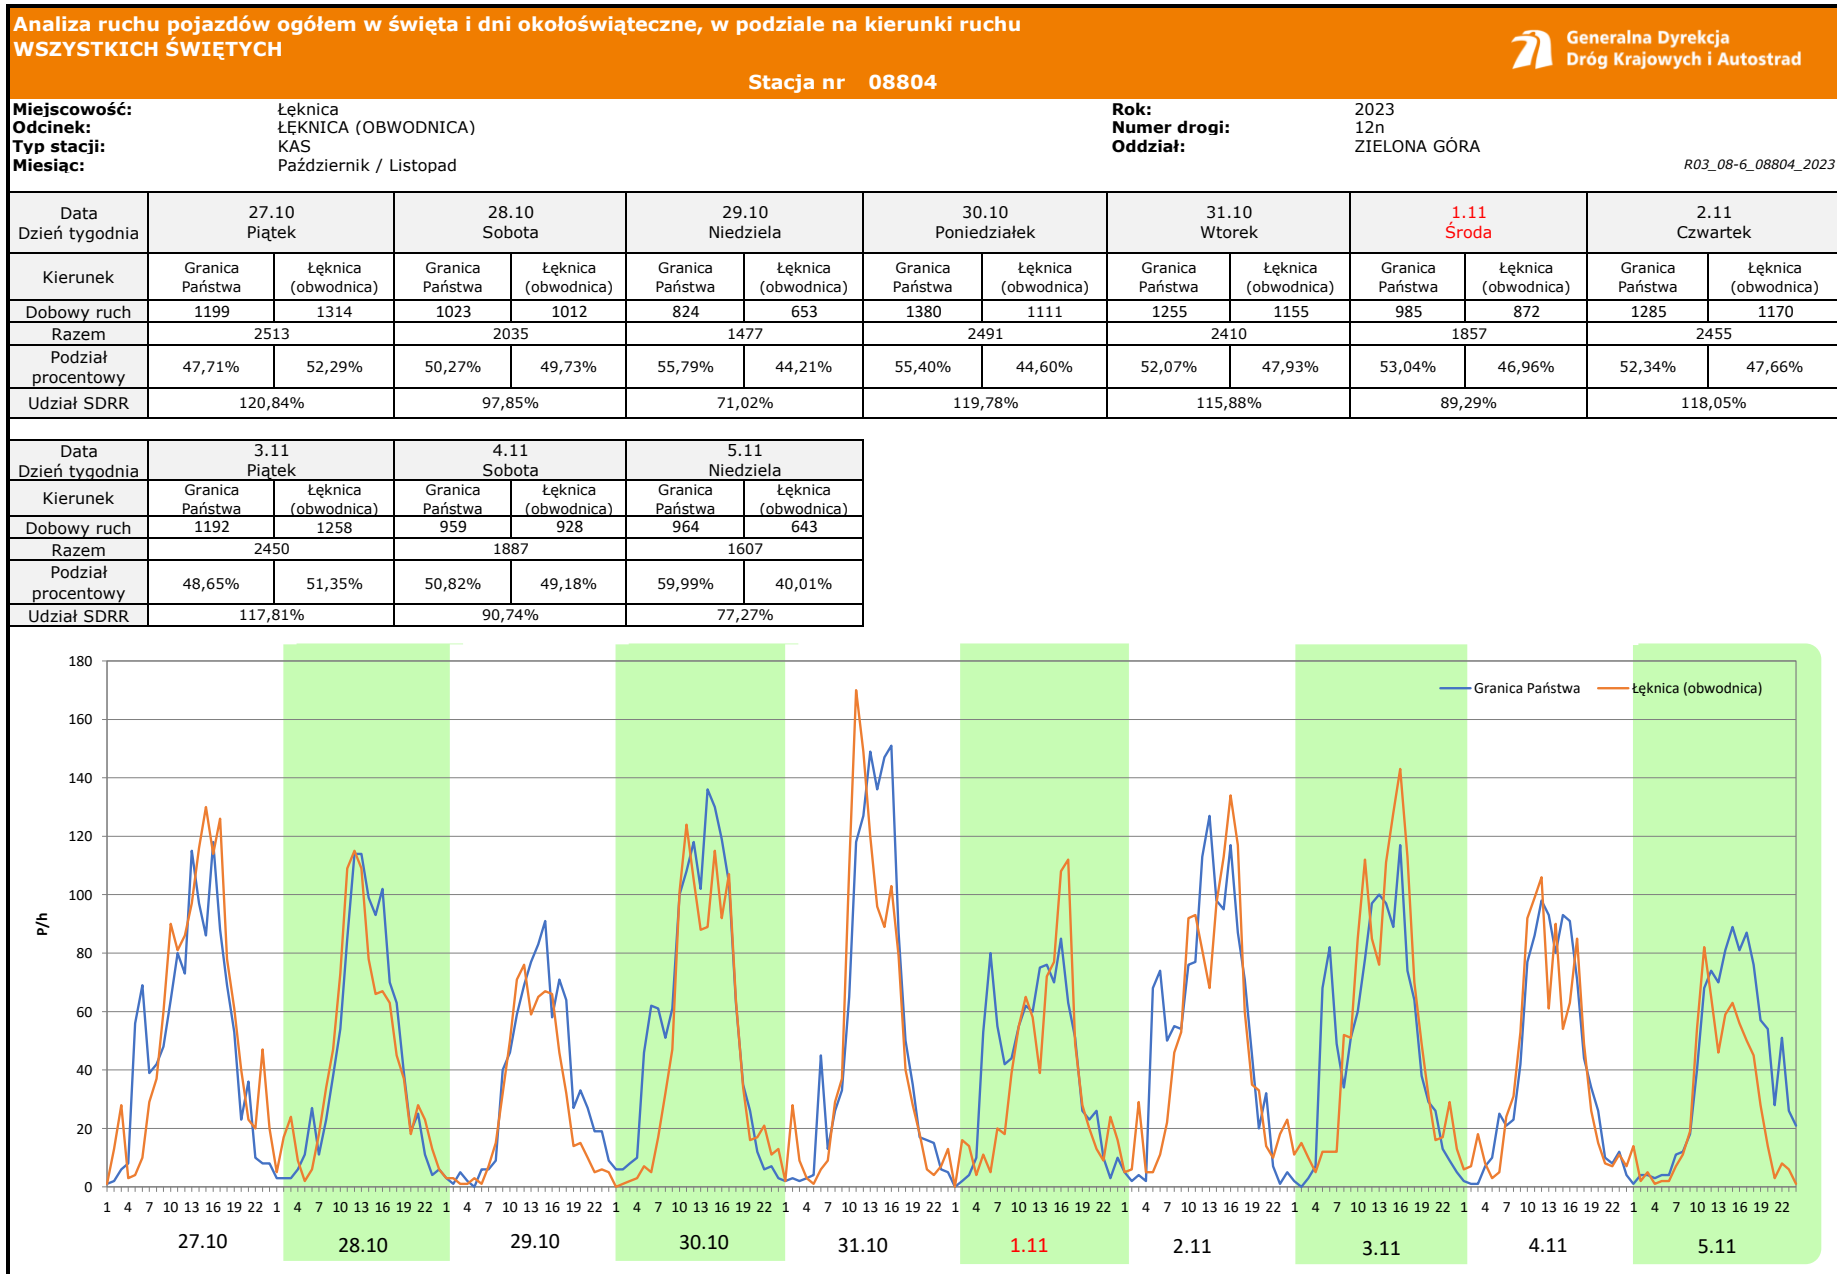 Analiza ruchu pojazdów ogółem w święta i dni okołoświąteczne, w podziale na kierunki ruchu
WSZYSTKICH ŚWIĘTYCH
Generalna Dyrekcja
Dróg Krajowych i Autostrad
Stacja nr 08804
Miejscowość: Łęknica Rok: 2023
Odcinek: ŁĘKNICA (OBWODNICA) Numer drogi: 12n
Typ stacji: KAS Oddział: ZIELONA GÓRA
Miesiąc: Październik / Listopad R03_08-6_08804_2023
Data 27.10 28.10 29.10 30.10 31.10 1.11 2.11
Dzień tygodnia Piątek Sobota Niedziela Poniedziałek Wtorek Środa Czwartek
Kierunek Granica Państwa Łęknica (obwodnica) Granica Państwa Łęknica (obwodnica) Granica Państwa Łęknica (obwodnica) Granica Państwa Łęknica (obwodnica) Granica Państwa Łęknica (obwodnica) Granica Państwa Łęknica (obwodnica) Granica Państwa Łęknica (obwodnica)
Dobowy ruch 1199 1314 1023 1012 824 653 1380 1111 1255 1155 985 872 1285 1170
Razem 2513 2035 1477 2491 2410 1857 2455
Podział procentowy 47,71% 52,29% 50,27% 49,73% 55,79% 44,21% 55,40% 44,60% 52,07% 47,93% 53,04% 46,96% 52,34% 47,66%
Udział SDRR 120,84% 97,85% 71,02% 119,78% 115,88% 89,29% 118,05%
Data 3.11 4.11 5.11
Dzień tygodnia Piątek Sobota Niedziela
Kierunek Granica Państwa Łęknica (obwodnica) Granica Państwa Łęknica (obwodnica) Granica Państwa Łęknica (obwodnica)
Dobowy ruch 1192 1258 959 928 964 643
Razem 2450 1887 1607
Podział procentowy 48,65% 51,35% 50,82% 49,18% 59,99% 40,01%
Udział SDRR 117,81% 90,74% 77,27%
180
Granica Państwa Łęknica (obwodnica)
160
140
120
100
P/h
80
60
40
20
0
1 4 7 10 13 16 19 22 1 4 7 10 13 16 19 22 1 4 7 10 13 16 19 22 1 4 7 10 13 16 19 22 1 4 7 10 13 16 19 22 1 4 7 10 13 16 19 22 1 4 7 10 13 16 19 22 1 4 7 10 13 16 19 22 1 4 7 10 13 16 19 22 1 4 7 10 13 16 19 22
27.10 28.10 29.10 30.10 31.10 1.11 2.11 3.11 4.11 5.11